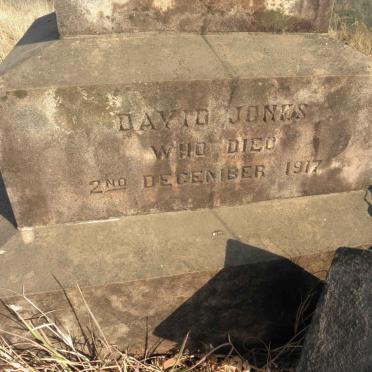 DAVID JONES
WHO DIED
2ND DECEMBER 1917